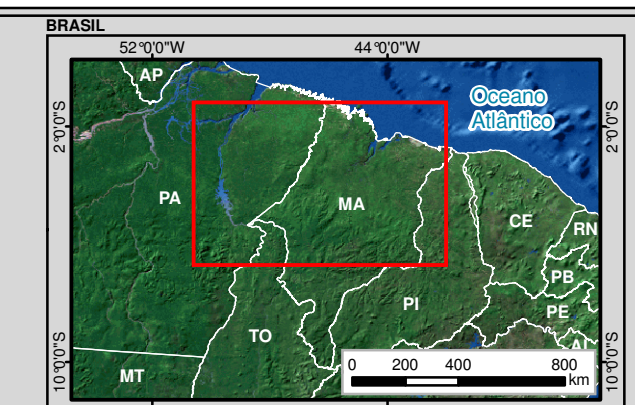 BRASIL
52°0'0"W 44°0'0"W
AP
Oceano
Atlântico
2°0'0"S 2°0'0"S
PA MA CE
RN
PB
PI PE
TO AL
0 200 400 800
km
10°0'0"S 10°0'0"S
MT